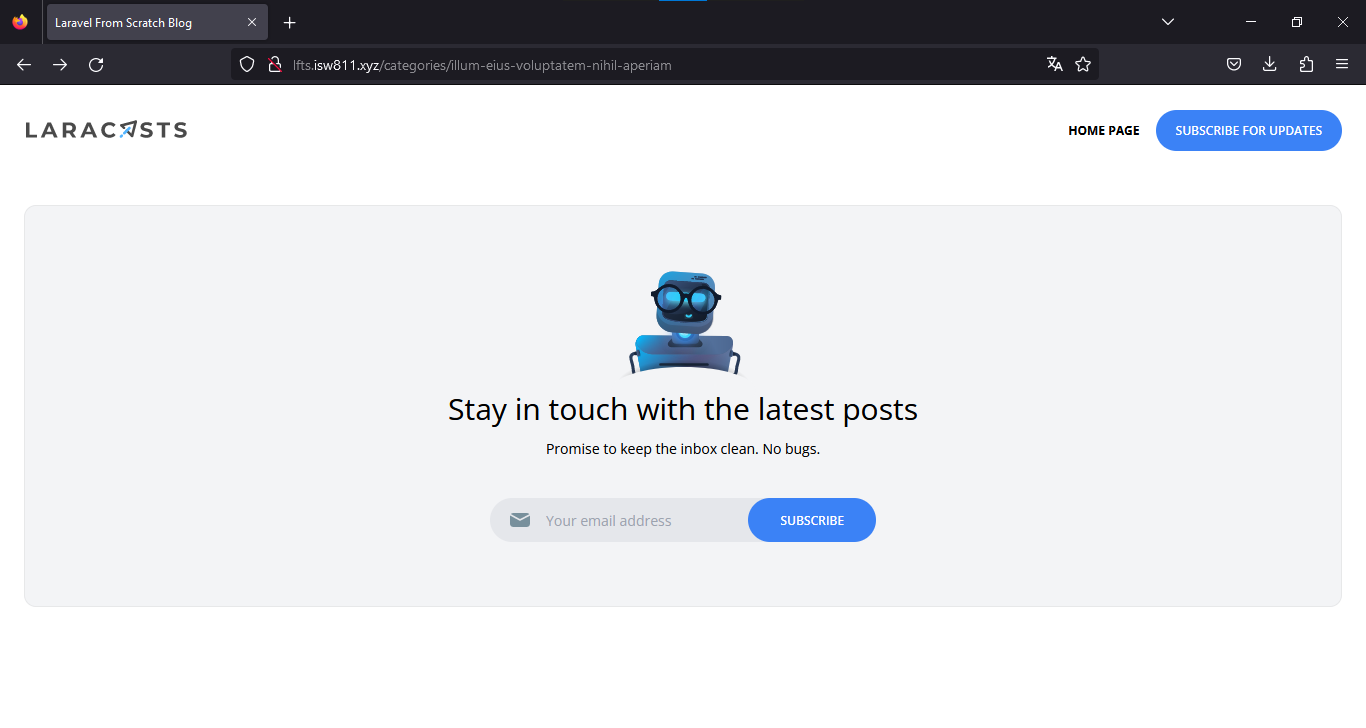 Laravel From Scratch Blog
lfts.isw811.xyz/categories/illum-eius-voluptatem-nihil-aperiam
LARACASTS
HOME PAGE
SUBSCRIBE FOR UPDATES
Stay in touch with the latest posts
Promise to keep the inbox clean. No bugs.
Your email address
SUBSCRIBE